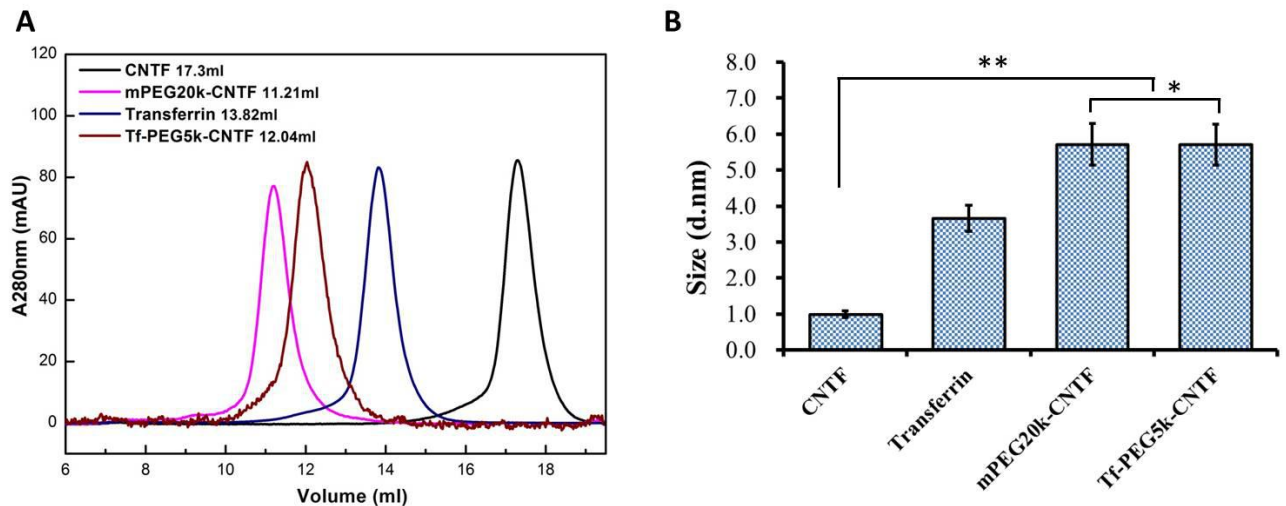 A
A280nm (mAU)
120
100
80
60
40
20
0
CNTF 17.3ml
mPEG20k-CNTF 11.21ml
Transferrin 13.82ml
Tf-PEG5k-CNTF 12.04ml
6 8 10 12 14 16 18
Volume (ml)
B
Size (d.nm)
8.0
7.0
6.0
5.0
4.0
3.0
2.0
1.0
0.0
**
*
CNTF
Transferrin
mPEG20k-CNTF
Tf-PEG5k-CNTF